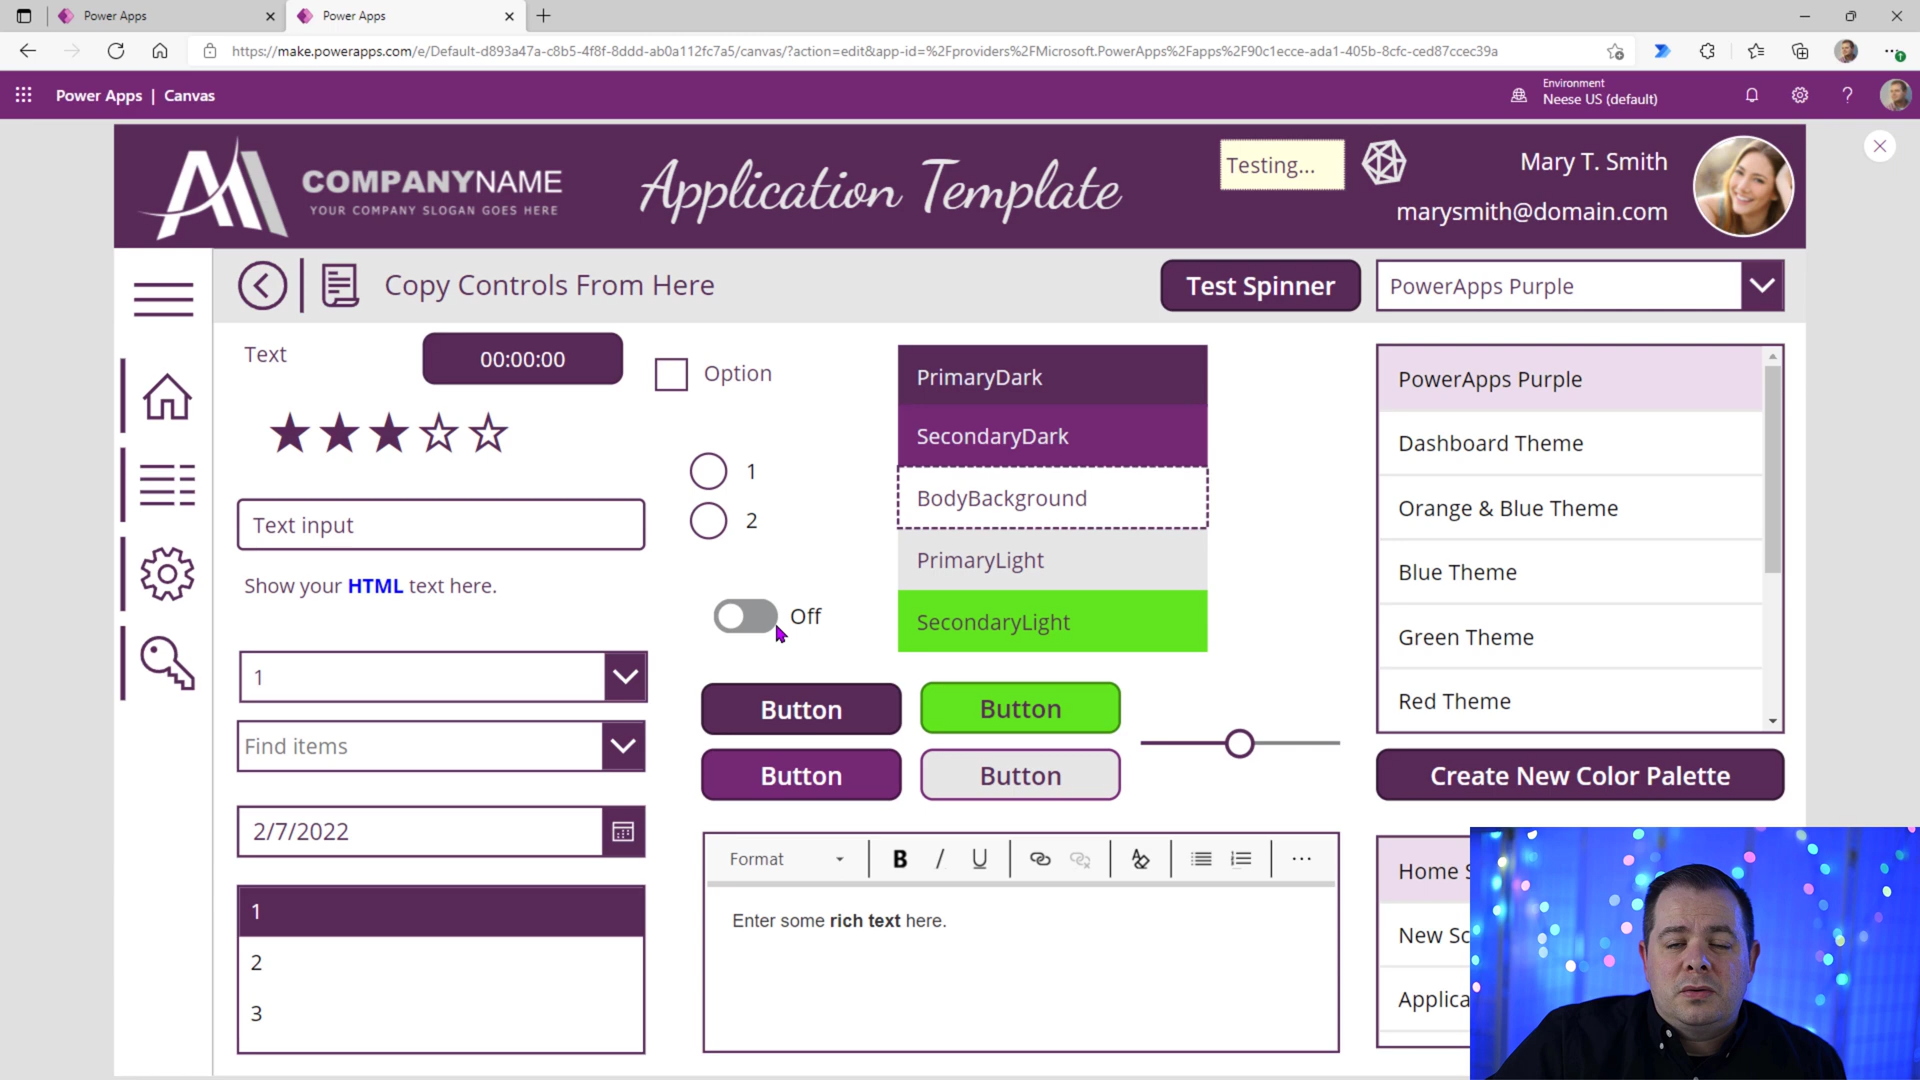 Power Apps
Power Apps
https://make.powerapps.com/e/Default-d893a47a-c8b5-4f8f-8ddd-ab0a112fc7a5/canvas/?action=edit&app-id=%2Fproviders%2FMicrosoft.PowerApps%2Fapps%2F90c1ecce-ada1-405b-8cfc-ced87ccec39a
Power Apps | Canvas
Environment
Neese US (default)
COMPANYNAME
YOUR COMPANY SLOGAN GOES HERE
Application Template
Testing...
Mary T. Smith
marysmith@domain.com
Copy Controls From Here
Test Spinner
PowerApps Purple
Text
00:00:00
Option
1
2
Text input
Show your HTML text here.
Off
1
Find items
2/7/2022
1
2
3
PrimaryDark
SecondaryDark
BodyBackground
PrimaryLight
SecondaryLight
Button
Button
Button
Button
Format
B
I
U
Enter some rich text here.
PowerApps Purple
Dashboard Theme
Orange & Blue Theme
Blue Theme
Green Theme
Red Theme
Create New Color Palette
Home S
New Sc
Applica